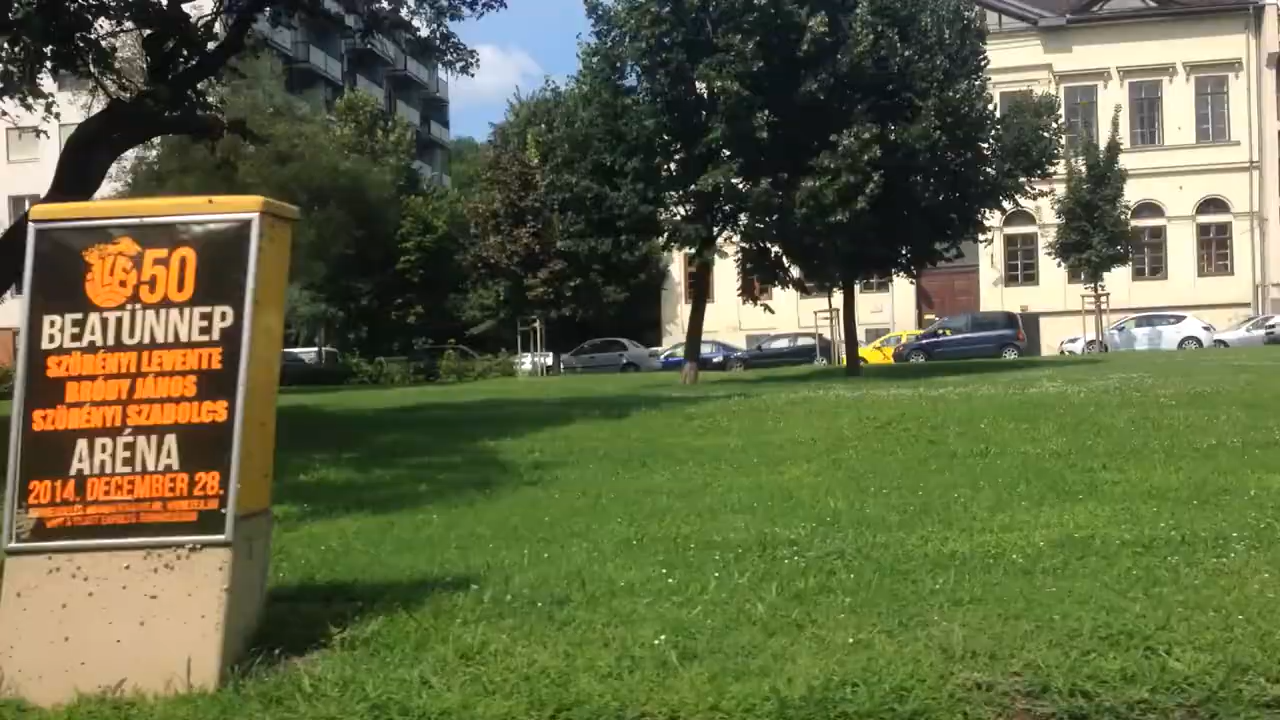 50
BEATÜNNEP
SZÖRÉNYI LEVENTE
BRÓDY JÁNOS
SZÖRÉNYI SZABOLCS
ARÉNA
2014. DECEMBER 28.